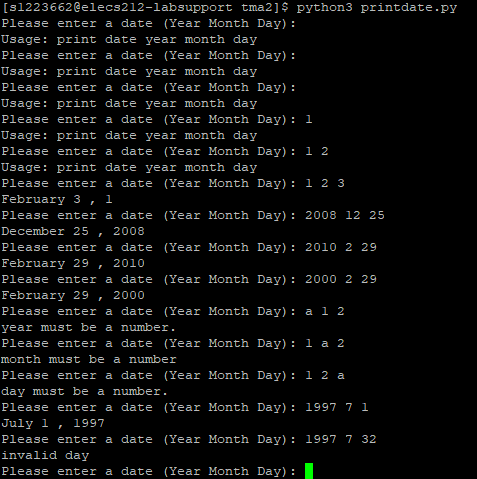 [s1223662@elecs212-labsupport tma2]$ python3 printdate.py
Please enter a date (Year Month Day):
Usage: print date year month day
Please enter a date (Year Month Day):
Usage: print date year month day
Please enter a date (Year Month Day):
Usage: print date year month day
Please enter a date (Year Month Day): 1
Usage: print date year month day
Please enter a date (Year Month Day): 1 2
Usage: print date year month day
Please enter a date (Year Month Day): 1 2 3
February 3 , 1
Please enter a date (Year Month Day): 2008 12 25
December 25 , 2008
Please enter a date (Year Month Day): 2010 2 29
February 29 , 2010
Please enter a date (Year Month Day): 2000 2 29
February 29 , 2000
Please enter a date (Year Month Day): a 1 2
year must be a number.
Please enter a date (Year Month Day): 1 a 2
month must be a number
Please enter a date (Year Month Day): 1 2 a
day must be a number.
Please enter a date (Year Month Day): 1997 7 1
July 1 , 1997
Please enter a date (Year Month Day): 1997 7 32
invalid day
Please enter a date (Year Month Day):